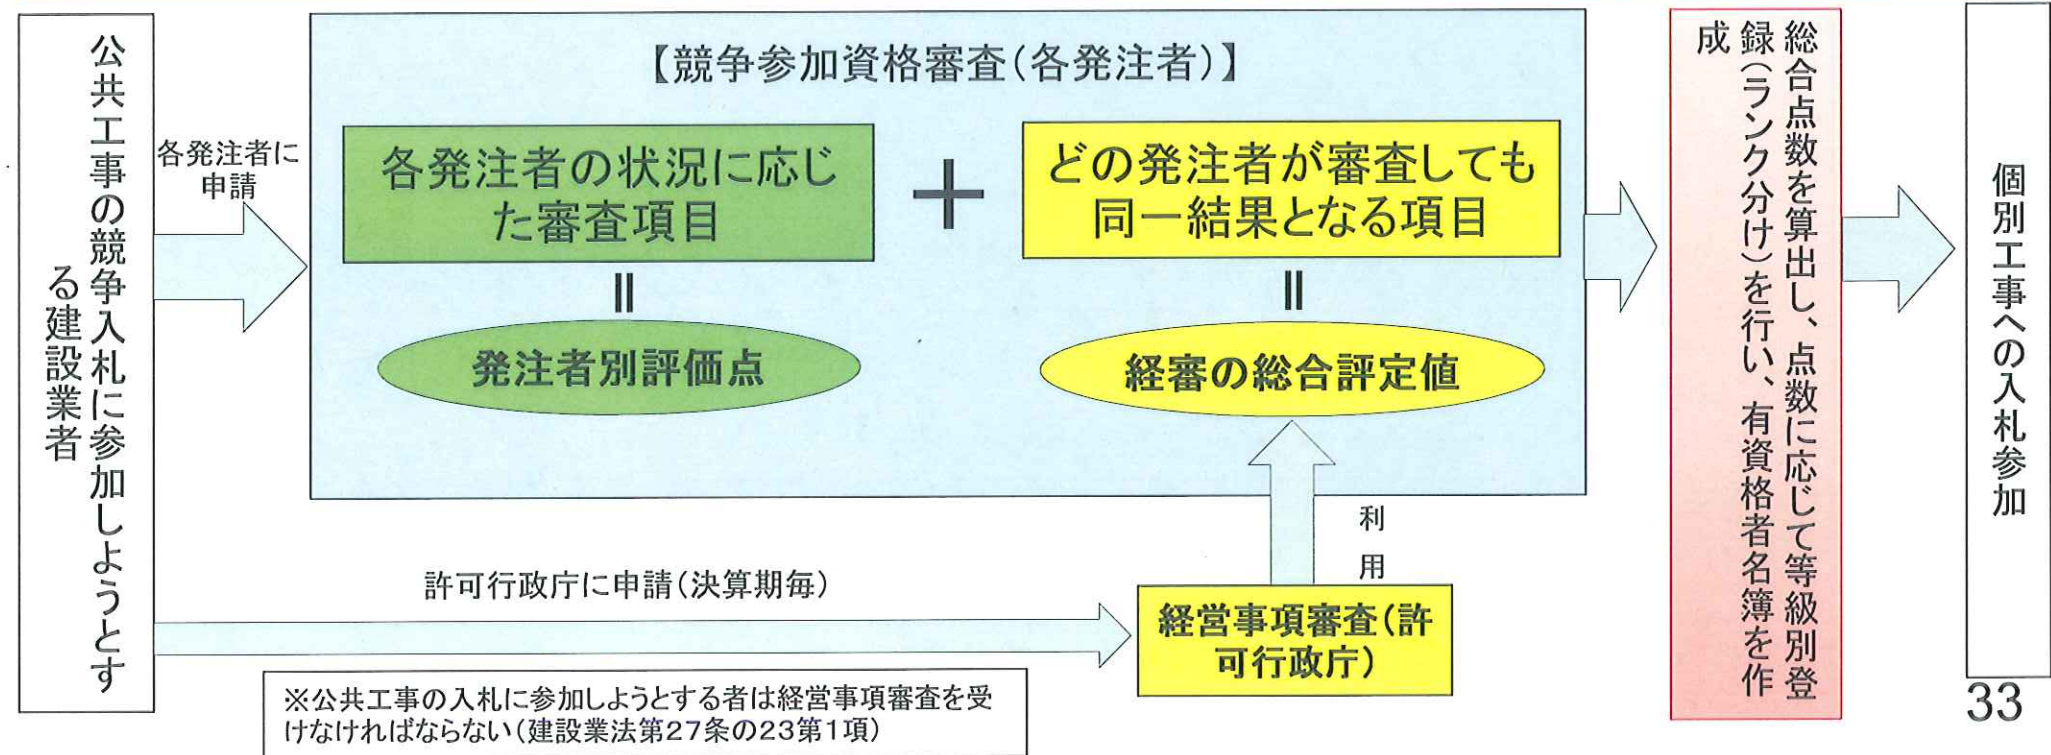 公共工事の競争入札に参加しようとす
る建設業者
各発注者に
申請
【競争参加資格審査(各発注者)】
各発注者の状況に応じ
た審査項目
＋
どの発注者が審査しても
同一結果となる項目
＝
＝
発注者別評価点
経審の総合評定値
利
用
許可行政庁に申請(決算期毎)
経営事項審査(許
可行政庁)
※公共工事の入札に参加しようとする者は経営事項審査を受
けなければならない(建設業法第27条の23第1項)
総合点数を算出し、点数に応じて等級別登
録(ランク分け)を行い、有資格者名簿を作
成
個別工事への入札参加
33